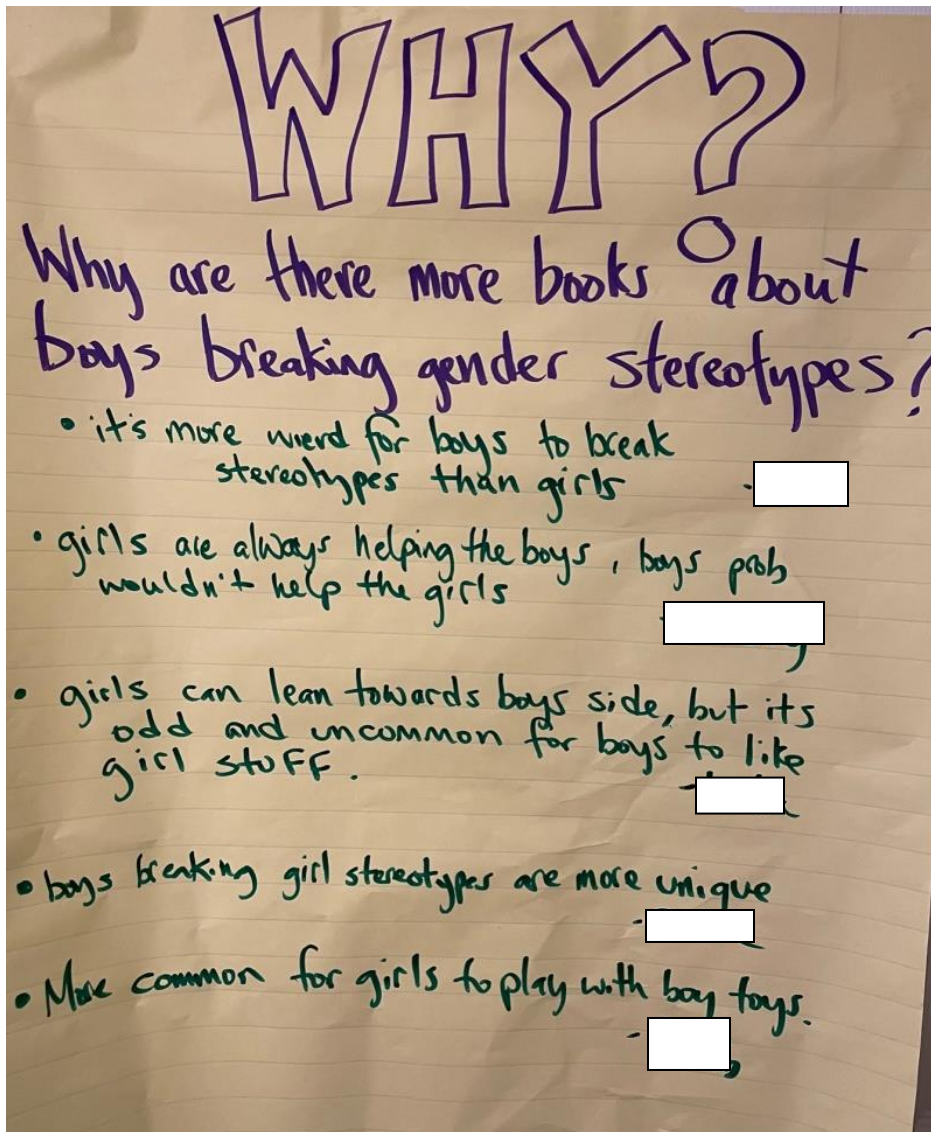 WHY?
Why are there more books about
boys breaking gender stereotypes?
• it's more wierd for boys to break
stereotypes than girls
-
• girls are always helping the boys, boys prob
wouldn't help the girls
• girls can lean towards boys side, but its
odd and uncommon for boys to like
girl stuff.
-
• boys breaking girl stereotypes are more unique
-
• More common for girls to play with boy toys.
-